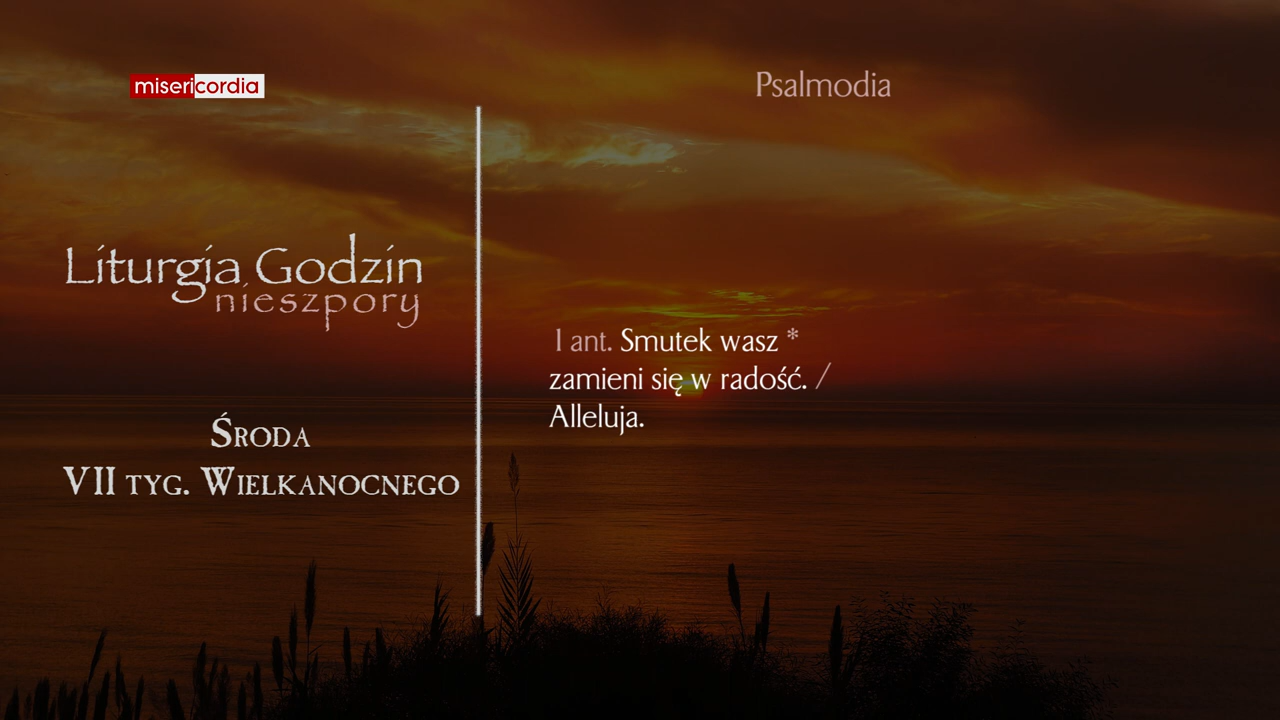 misericordia
Psalmodia
Liturgia Godzin
nieszpory
Środa
VII tyg. Wielkanocnego
I ant. Smutek wasz *
zamieni się w radość. /
Alleluja.